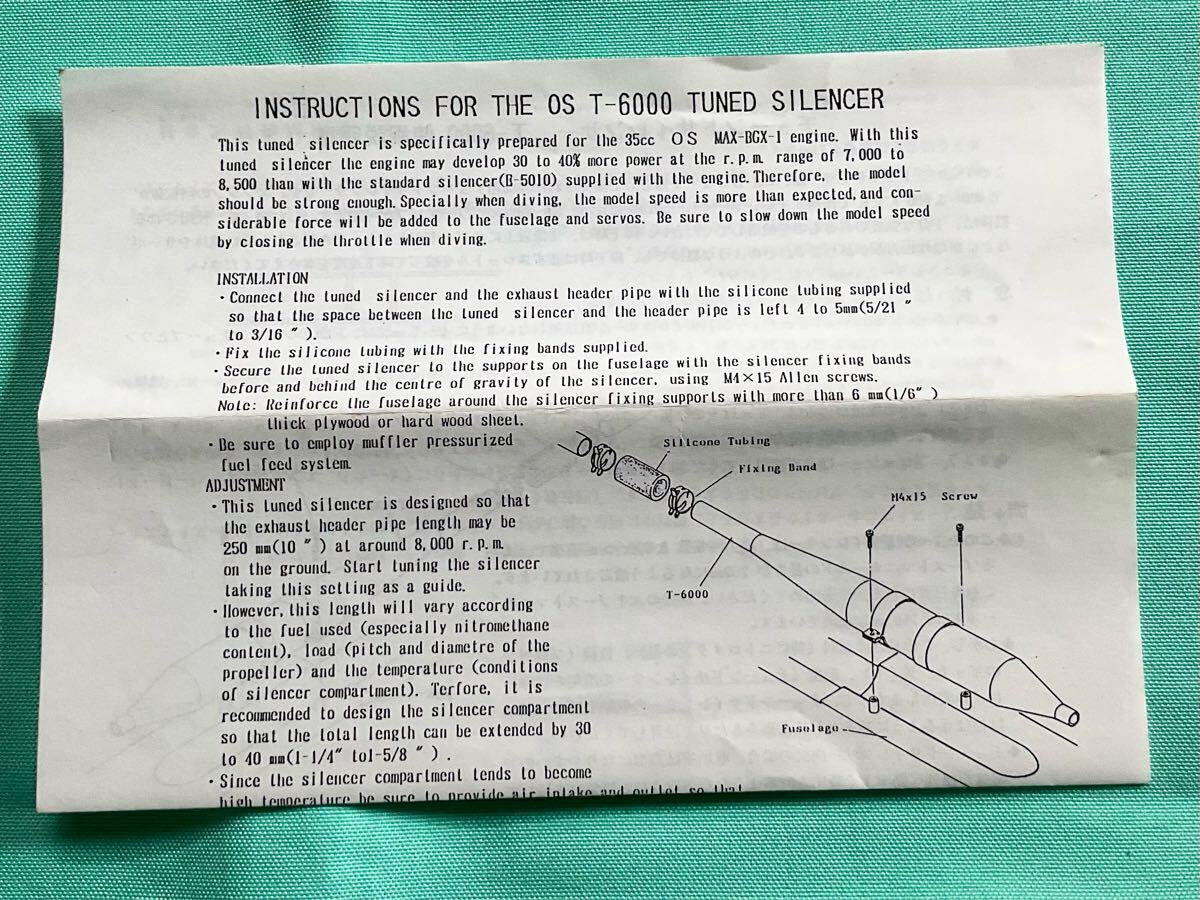 INSTRUCTIONS FOR THE OS T-6000 TUNED SILENCER
This tuned silencer is specifically prepared for the 35cc OS MAX-BGX-1 engine. With this
tuned silencer the engine may develop 30 to 40% more power at the r.p.m. range of 7,000 to
8,500 than with the standard silencer(B-5010) supplied with the engine. Therefore, the model
should be strong enough. Specially when diving, the model speed is more than expected, and con-
siderable force will be added to the fuselage and servos. Be sure to slow down the model speed
by closing the throttle when diving.
INSTALLATION
・Connect the tuned silencer and the exhaust header pipe with the silicone tubing supplied
so that the space between the tuned silencer and the header pipe is left 4 to 5mm(5/21 ″
to 3/16 ″ ).
・Fix the silicone tubing with the fixing bands supplied.
・Secure the tuned silencer to the supports on the fuselage with the silencer fixing bands
before and behind the centre of gravity of the silencer, using M4×15 Allen screws.
Note: Reinforce the fuselage around the silencer fixing supports with more than 6 mm(1/6″ )
thick plywood or hard wood sheet.
・Be sure to employ muffler pressurized
fuel feed system.
ADJUSTMENT
・This tuned silencer is designed so that
the exhaust header pipe length may be
250 mm(10 ″ ) at around 8,000 r.p.m.
on the ground. Start tuning the silencer
taking this setting as a guide.
・However, this length will vary according
to the fuel used (especially nitromethane
content), load (pitch and diametre of the
propeller) and the temperature (conditions
of silencer compartment). Terfore, it is
recommended to design the silencer compartment
so that the total length can be extended by 30
to 40 mm(1-1/4″ to1-5/8 ″ ) .
・Since the silencer compartment tends to become
high temperature be sure to provide air intake and outlet so that
Silicone Tubing
Fixing Band
M4x15 Screw
T-6000
Fuselage